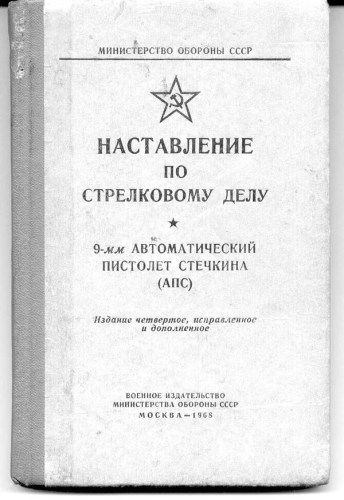 МИНИСТЕРСТВО ОБОРОНЫ СССР
НАСТАВЛЕНИЕ
ПО
СТРЕЛКОВОМУ ДЕЛУ
★
9-мм АВТОМАТИЧЕСКИЙ
ПИСТОЛЕТ СТЕЧКИНА
(АПС)
Издание четвертое, исправленное
и дополненное
ВОЕННОЕ ИЗДАТЕЛЬСТВО
МИНИСТЕРСТВА ОБОРОНЫ СССР
МОСКВА—1968